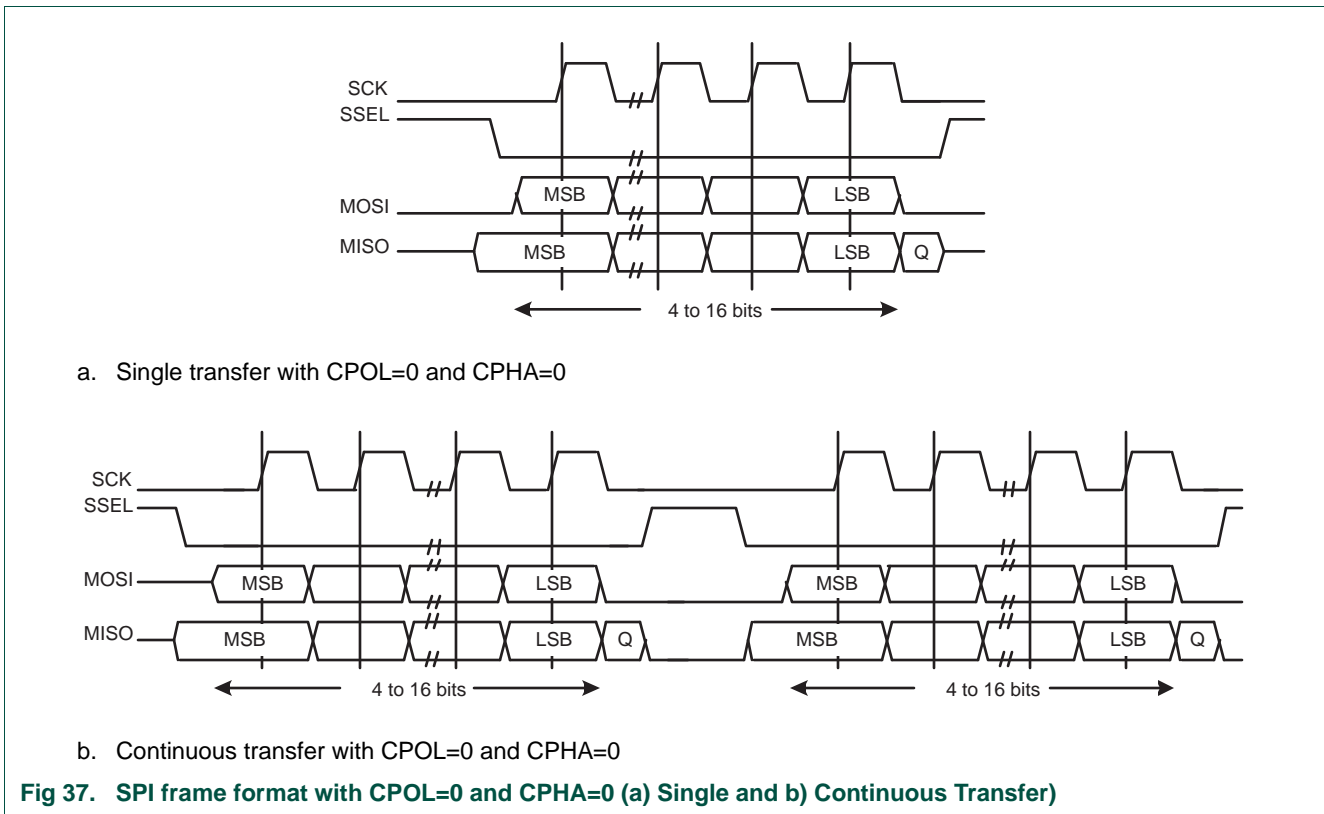 SCK
SSEL
MOSI
MISO
MSB
LSB
MSB
LSB
Q
4 to 16 bits
a. Single transfer with CPOL=0 and CPHA=0
SCK
SSEL
MOSI
MISO
MSB
LSB
MSB
LSB
MSB
LSB
Q
MSB
LSB
Q
4 to 16 bits
4 to 16 bits
b. Continuous transfer with CPOL=0 and CPHA=0
Fig 37. SPI frame format with CPOL=0 and CPHA=0 (a) Single and b) Continuous Transfer)